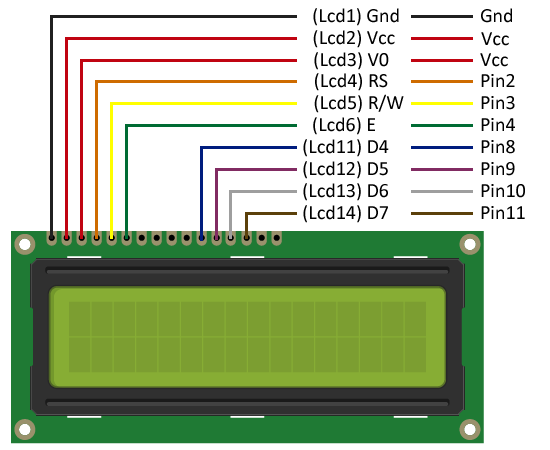 (Lcd1) Gnd Gnd
(Lcd2) Vcc Vcc
(Lcd3) V0 Vcc
(Lcd4) RS Pin2
(Lcd5) R/W Pin3
(Lcd6) E Pin4
(Lcd11) D4 Pin8
(Lcd12) D5 Pin9
(Lcd13) D6 Pin10
(Lcd14) D7 Pin11